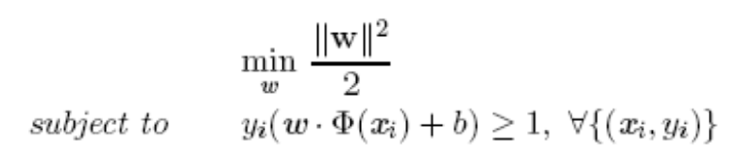 min_w ‖w‖² / 2
subject to y_i(w · Φ(x_i) + b) ≥ 1, ∀{(x_i, y_i)}